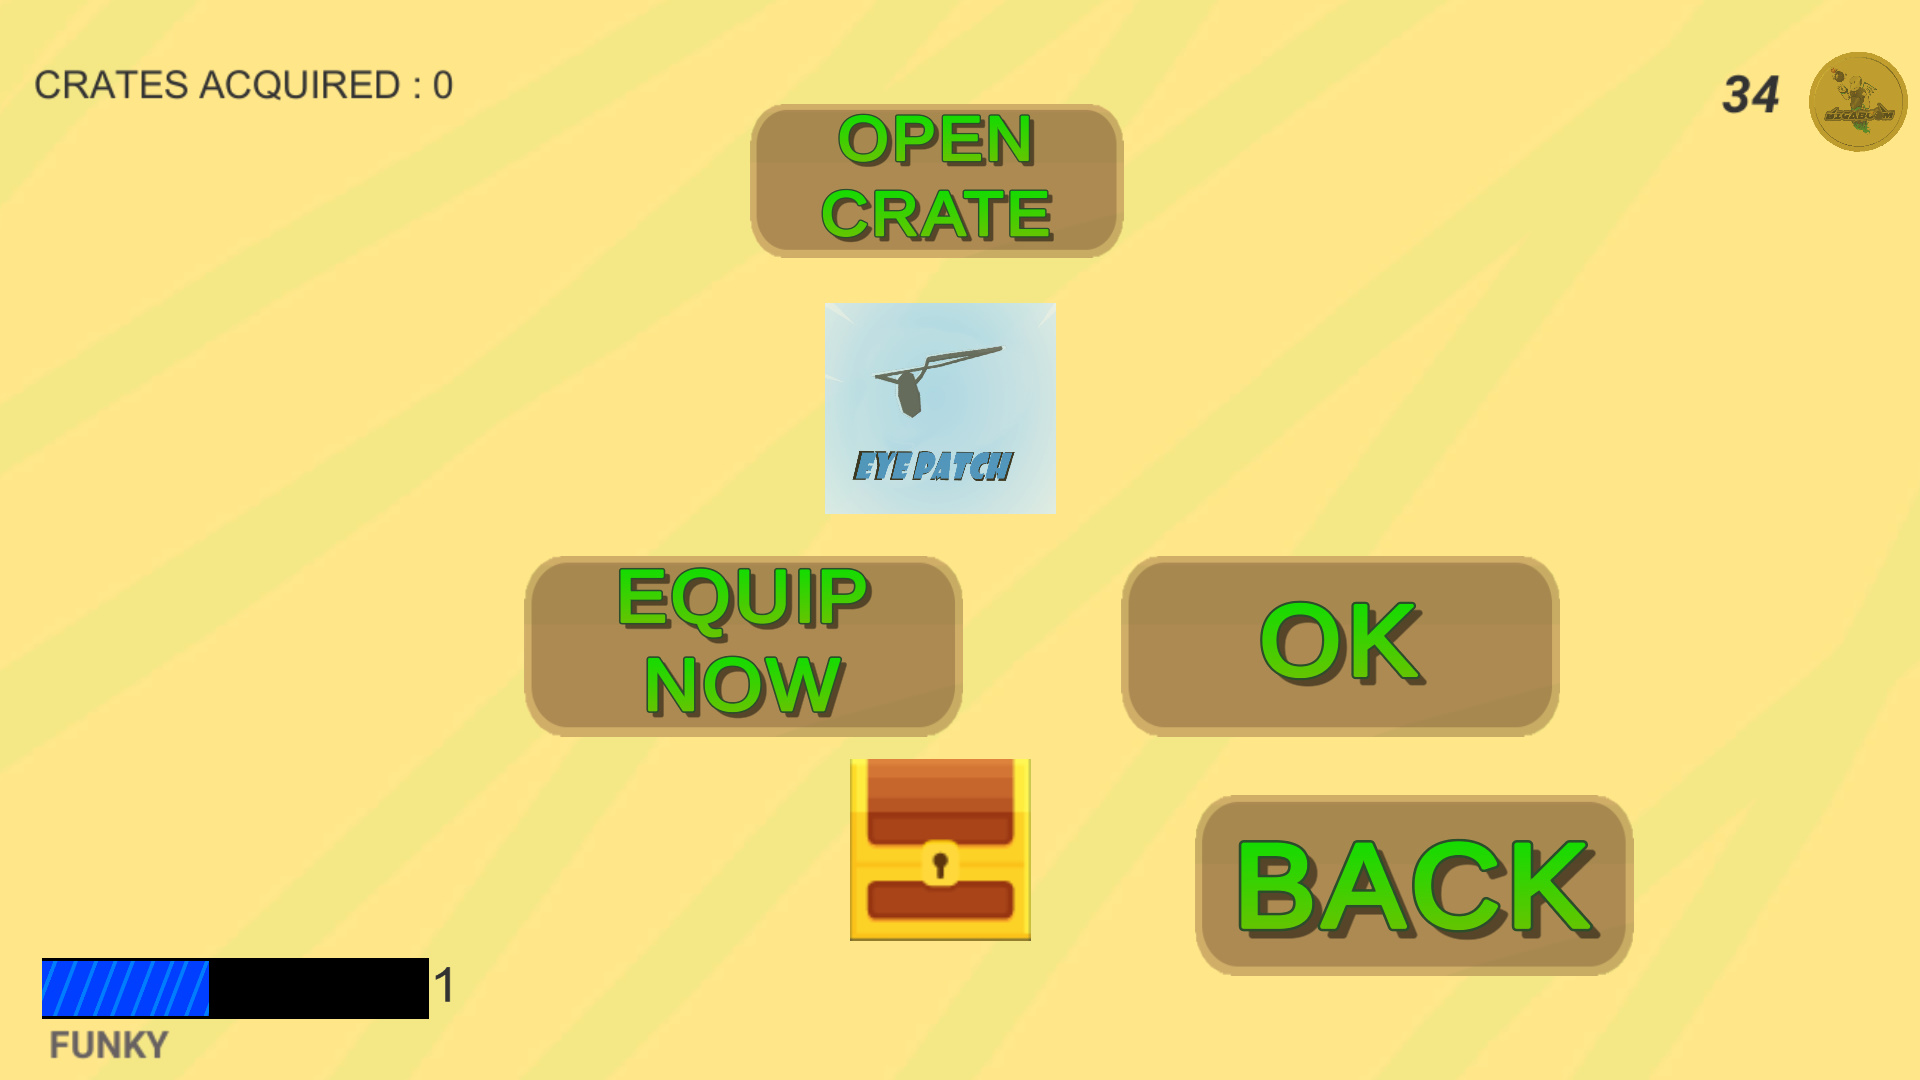 CRATES ACQUIRED : 0
34
OPEN
CRATE
EYE PATCH
EQUIP
NOW
OK
BACK
1
FUNKY